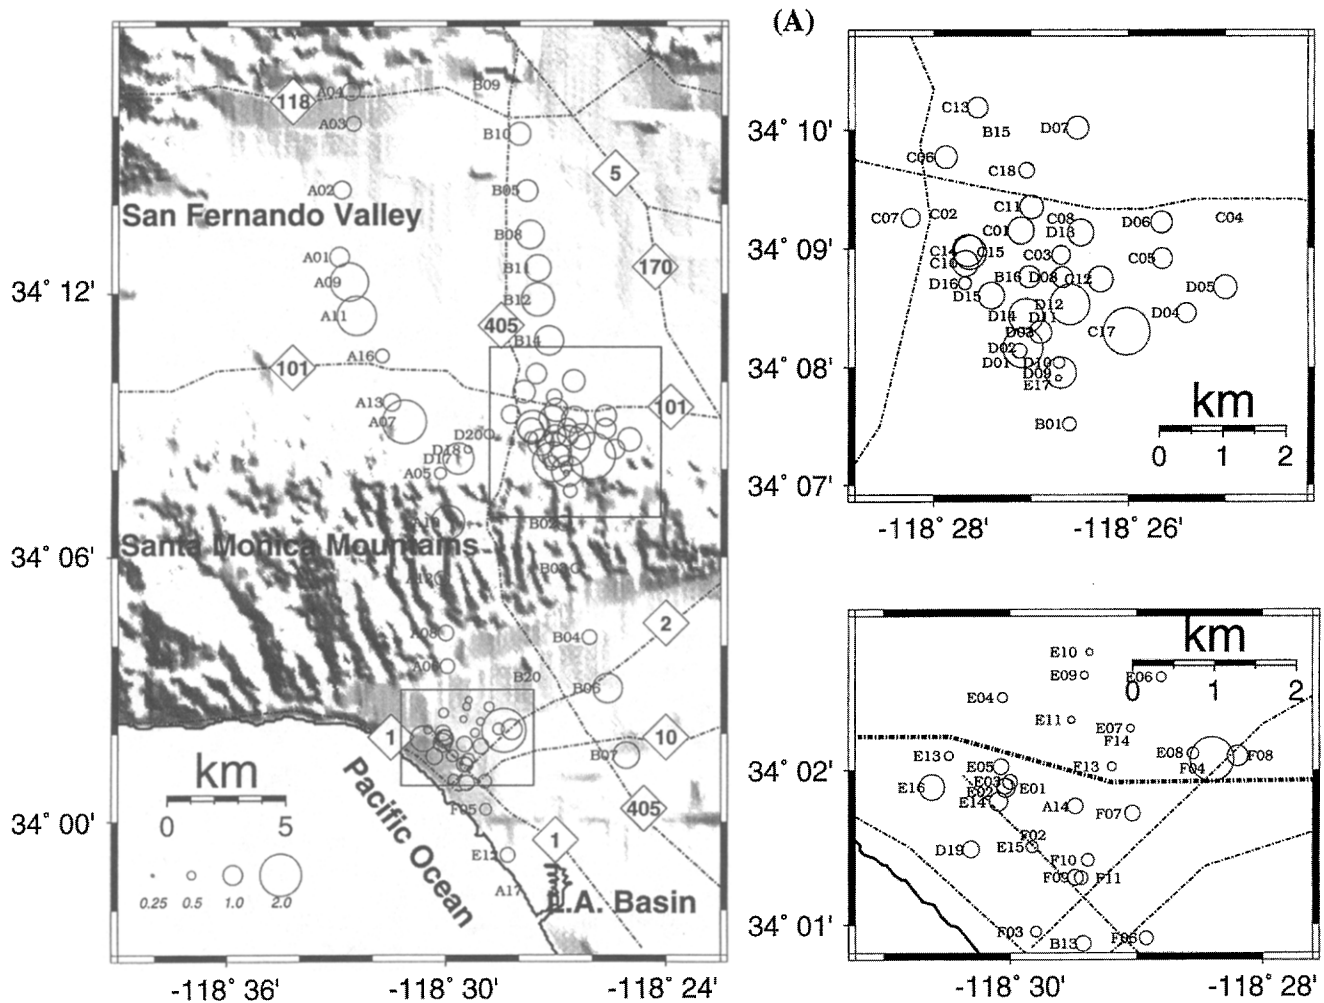 (A)
B09
A04
118
A03
B10
5
A02
B05
San Fernando Valley
B08
A01
B11
170
A09
34° 12'
B12
A11
405
B14
A16
101
101
A13
A07
D20
D18
D17
A05
A10
B02
34° 06'
Santa Monica Mountains
B03
A12
2
A08
B04
A06
B20
B06
1
10
B07
km
Pacific Ocean
0
5
F05
405
34° 00'
1
E12
A17
L.A. Basin
0.25
0.5
1.0
2.0
-118° 36'
-118° 30'
-118° 24'
C13
D07
34° 10'
B15
C06
C18
C11
C07
C02
C08
C04
D06
C01
D13
34° 09'
C14
C15
C03
C05
C10
B16
D08
C12
D16
D05
D15
D12
D04
D14
D11
D03
C17
D02
34° 08'
D01
D10
D09
E17
km
B01
0
1
2
34° 07'
-118° 28'
-118° 26'
km
E10
E09
E06
0
1
2
E04
E11
E07
F14
E13
E08
F08
E05
F13
F04
34° 02'
E03
E16
E02
E01
E14
A14
F07
F02
D19
E15
F10
F09
F11
F03
34° 01'
B13
F06
-118° 30'
-118° 28'